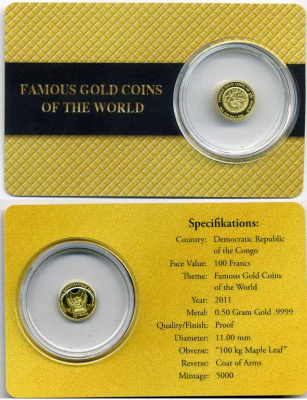 FAMOUS GOLD COINS
OF THE WORLD
Specifikations:
Country: Democratic Republic
of the Congo
Face Value: 100 Francs
Theme: Famous Gold Coins
of the World
Year: 2011
Metal: 0.50 Gram Gold .9999
Quality/Finish: Proof
Diameter: 11.00 mm
Obverse: “100 kg Maple Leaf”
Reverse: Coat of Arms
Mintage: 5000